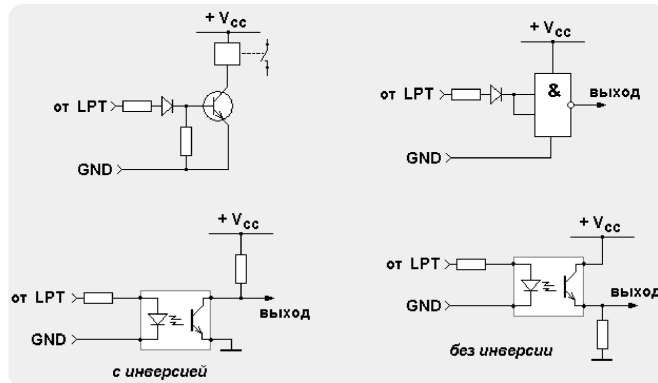 + Vcc
от LPT
GND
+ Vcc
&
от LPT
выход
GND
+ Vcc
от LPT
выход
GND
с инверсией
+ Vcc
от LPT
GND
выход
без инверсии